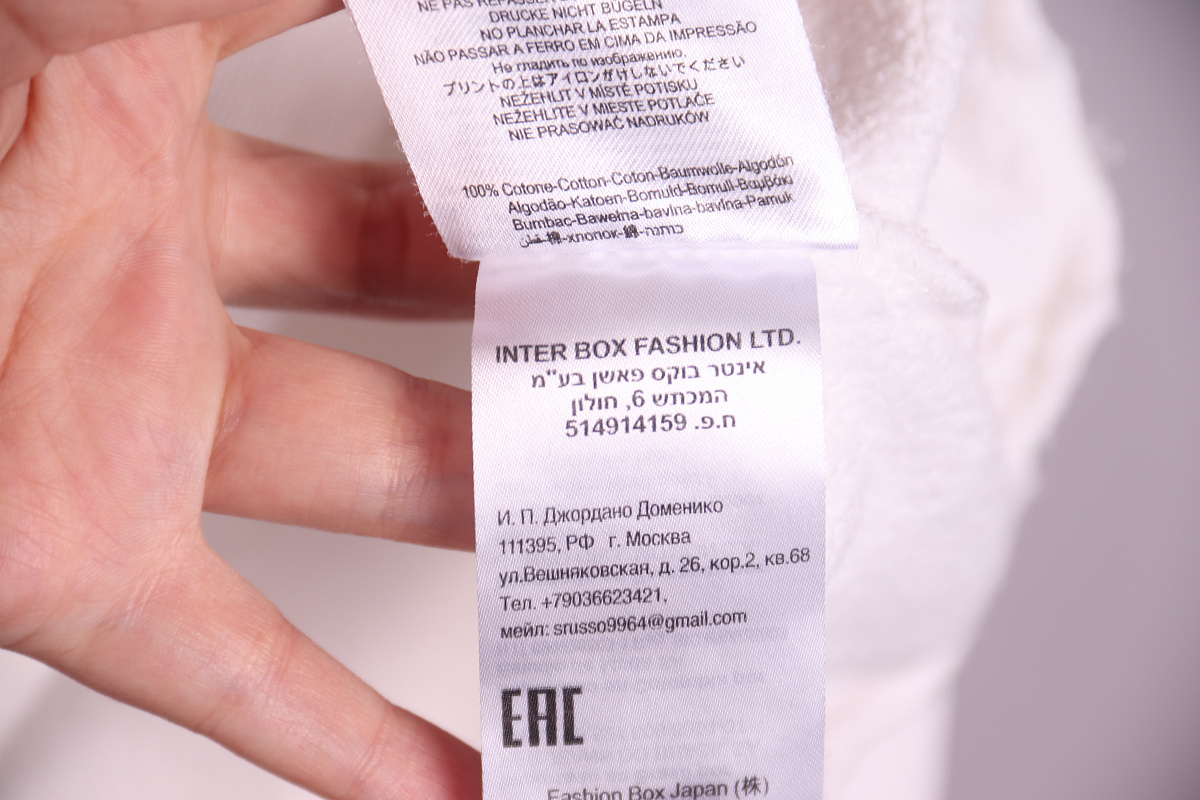 NE PAS REPASSER
DRUCKE NICHT BÜGELN
NO PLANCHAR LA ESTAMPA
NÃO PASSAR A FERRO EM CIMA DA IMPRESSÃO
Не гладить по изображению.
プリントの上はアイロンがけしないでください
NEŽEHLIT V MÍSTĚ POTISKU
NEŽEHLITE V MIESTE POTLAČE
NIE PRASOWAĆ NADRUKÓW
100% Cotone-Cotton-Coton-Baumwolle-Algodón
Algodão-Katoen-Bomuld-Bomull-Βαμβάκι
Bumbac-Bawełna-bavlna-bavlna-Pamuk
قطن-棉-хлопок-綿-כותנה
INTER BOX FASHION LTD.
אינטר בוקס פאשן בע"מ
המכתש 6, חולון
ח.פ. 514914159
И. П. Джордано Доменико
111395, РФ г. Москва
ул.Вешняковская, д. 26, кор.2, кв.68
Тел. +79036623421,
мейл: srusso9964@gmail.com
EAC
Fashion Box Japan (株)